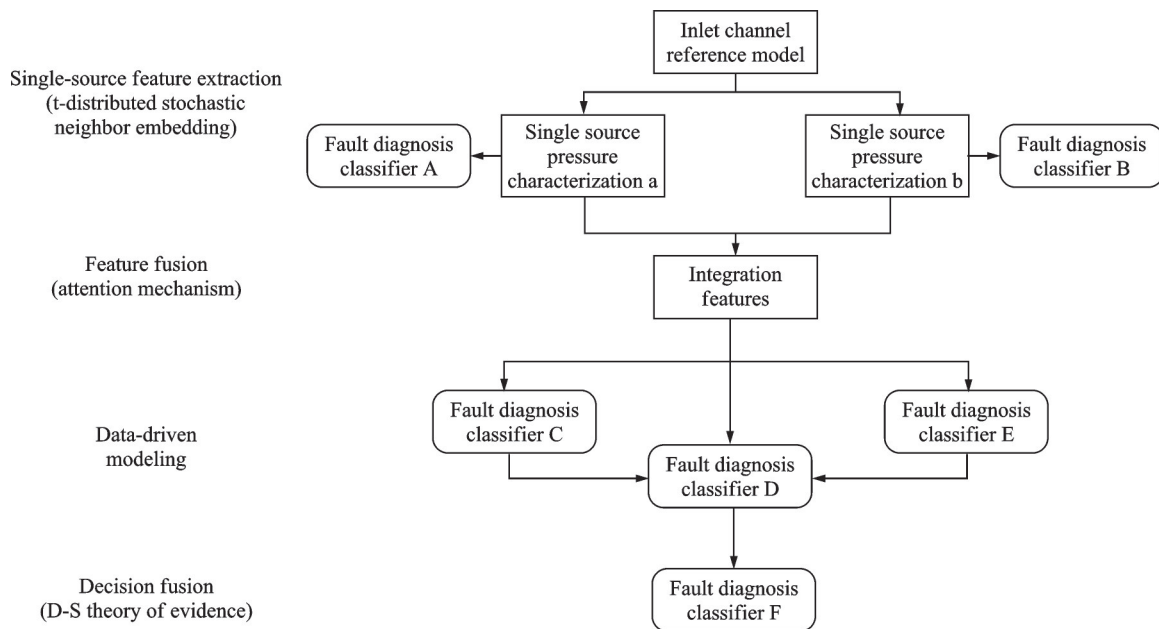 Inlet channel
reference model
Single-source feature extraction
(t-distributed stochastic
neighbor embedding)
Fault diagnosis
classifier A
Single source
pressure
characterization a
Single source
pressure
characterization b
Fault diagnosis
classifier B
Feature fusion
(attention mechanism)
Integration
features
Data-driven
modeling
Fault diagnosis
classifier C
Fault diagnosis
classifier D
Fault diagnosis
classifier E
Decision fusion
(D-S theory of evidence)
Fault diagnosis
classifier F